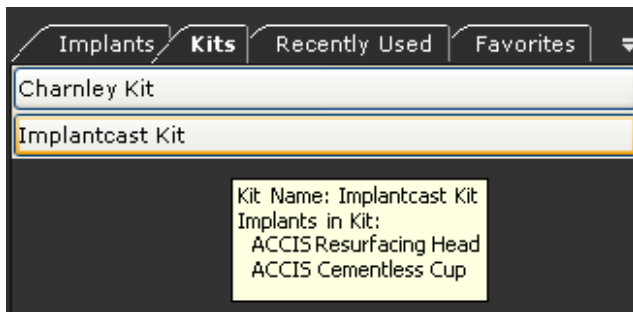 Implants Kits Recently Used Favorites
Charnley Kit
Implantcast Kit
Kit Name: Implantcast Kit
Implants in Kit:
ACCIS Resurfacing Head
ACCIS Cementless Cup